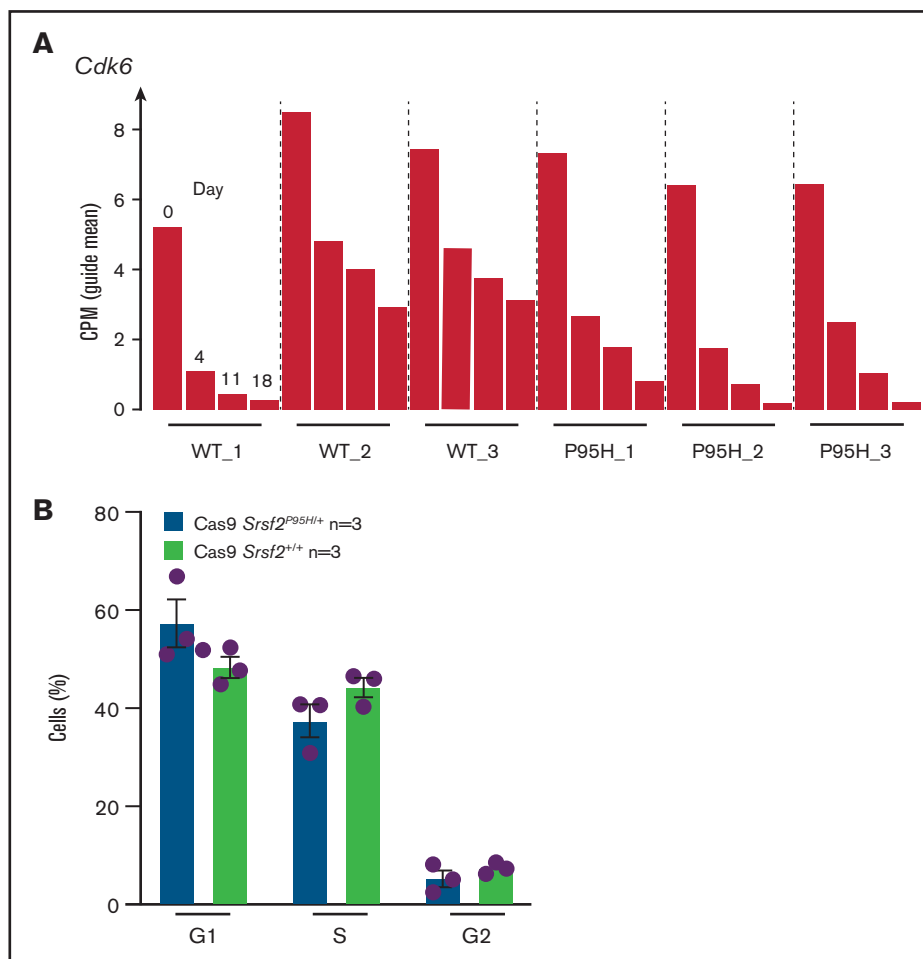 A
Cdk6
CPM (guide mean)
8
6
4
2
0
Day
0
4
11
18
WT_1
WT_2
WT_3
P95H_1
P95H_2
P95H_3
B
Cas9 Srsf2P95H/+ n=3
Cas9 Srsf2+/+ n=3
Cells (%)
80
60
40
20
0
G1
S
G2